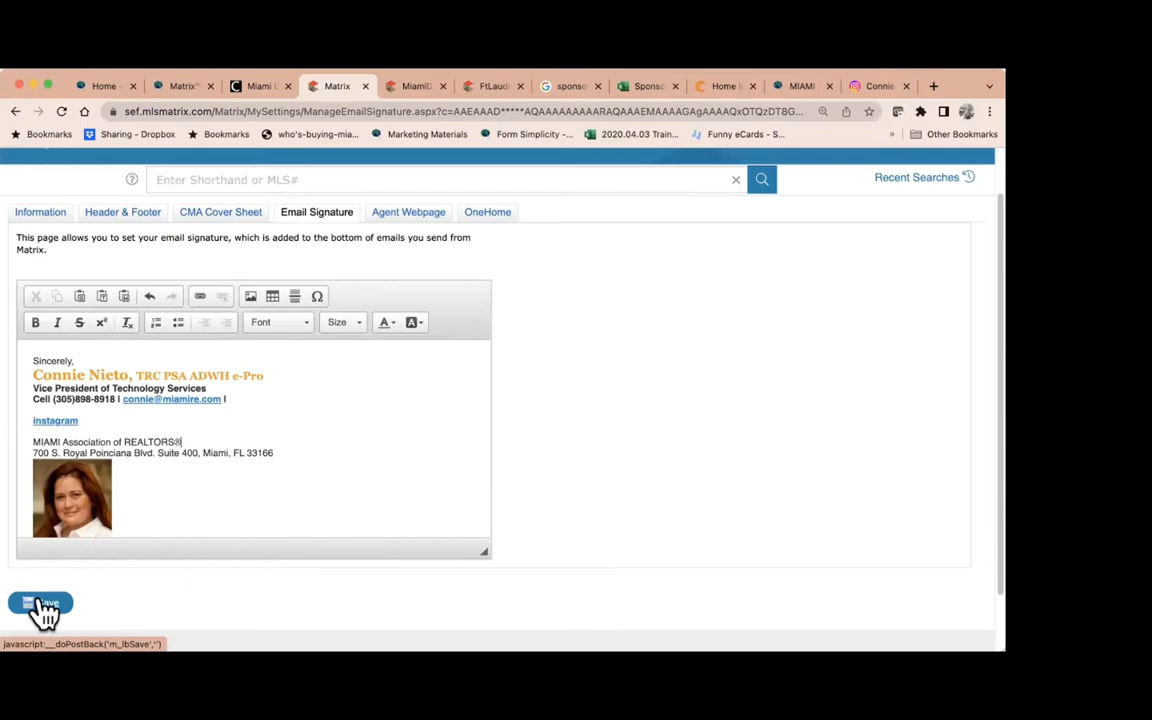 Home -
Matrix™
Miami
Matrix
MiamiD
FtLaud
sponso
Sponso
Home
MIAMI
Connie
sef.mlsmatrix.com/Matrix/MySettings/ManageEmailSignature.aspx?c=AAEAAAD*****AQAAAAAAAAARAQAAAEMAAAAGAgAAAAQxOTQzDT8G...
Bookmarks
Sharing - Dropbox
Bookmarks
who's-buying-mia...
Marketing Materials
Form Simplicity -...
2020.04.03 Train...
Funny eCards - S...
»
Other Bookmarks
Enter Shorthand or MLS#
Recent Searches
Information
Header & Footer
CMA Cover Sheet
Email Signature
Agent Webpage
OneHome
This page allows you to set your email signature, which is added to the bottom of emails you send from
Matrix.
Font
Size
Sincerely,
Connie Nieto, TRC PSA ADWH e-Pro
Vice President of Technology Services
Cell (305)898-8918 l connie@miamire.com l
instagram
MIAMI Association of REALTORS®
700 S. Royal Poinciana Blvd. Suite 400, Miami, FL 33166
javascript:__doPostBack('m_lbSave','')